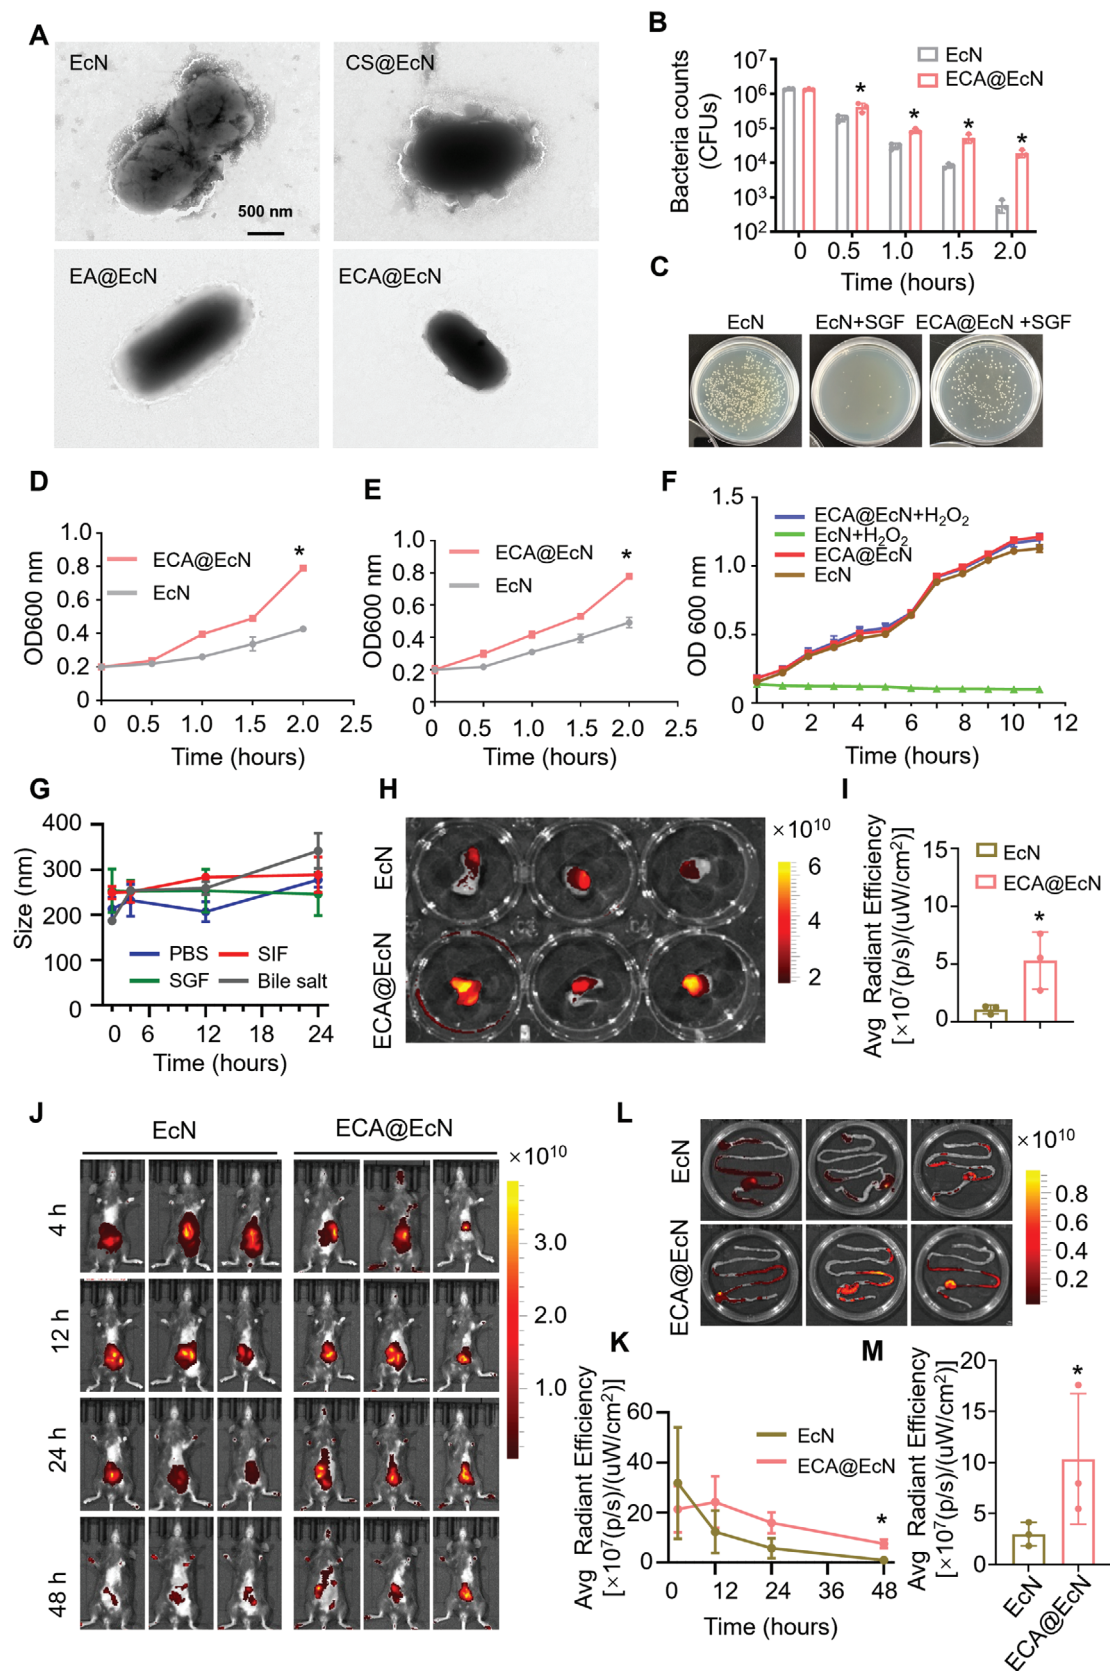 A
EcN
CS@EcN
500 nm
EA@EcN
ECA@EcN
B
Bacteria counts
(CFUs)
10⁷
10⁶
10⁵
10⁴
10³
10²
EcN
ECA@EcN
* * * *
0 0.5 1.0 1.5 2.0
Time (hours)
C
EcN EcN+SGF ECA@EcN +SGF
D
OD600 nm
1.0
0.8
0.6
0.4
0.2
0
ECA@EcN
EcN
*
0 0.5 1.0 1.5 2.0 2.5
Time (hours)
E
OD600 nm
1.0
0.8
0.6
0.4
0.2
0
ECA@EcN
EcN
*
0 0.5 1.0 1.5 2.0 2.5
Time (hours)
F
OD 600 nm
1.5
1.0
0.5
0
ECA@EcN+H₂O₂
EcN+H₂O₂
ECA@EcN
EcN
0 2 4 6 8 10 12
Time (hours)
G
Size (nm)
400
300
200
100
0
PBS SIF
SGF Bile salt
0 6 12 18 24
Time (hours)
H
EcN
ECA@EcN
×10¹⁰
6
4
2
I
Avg Radiant Efficiency
[×10⁷(p/s)/(uW/cm²)]
15
10
5
0
EcN
ECA@EcN
*
J
EcN ECA@EcN
4 h
12 h
24 h
48 h
×10¹⁰
3.0
2.0
1.0
L
EcN
ECA@EcN
×10¹⁰
0.8
0.6
0.4
0.2
K
Avg Radiant Efficiency
[×10⁷(p/s)/(uW/cm²)]
60
40
20
0
EcN
ECA@EcN
*
0 12 24 36 48
Time (hours)
M
Avg Radiant Efficiency
[×10⁷(p/s)/(uW/cm²)]
20
15
10
5
0
*
EcN
ECA@EcN